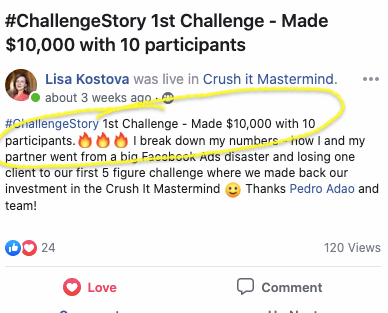 #ChallengeStory 1st Challenge - Made
$10,000 with 10 participants
Lisa Kostova was live in Crush it Mastermind.
about 3 weeks ago ·
#ChallengeStory 1st Challenge - Made $10,000 with 10
participants. 🔥🔥🔥 I break down my numbers - how I and my
partner went from a big Facebook Ads disaster and losing one
client to our first 5 figure challenge where we made back our
investment in the Crush It Mastermind 😀 Thanks Pedro Adao and
team!
24
120 Views
Love
Comment